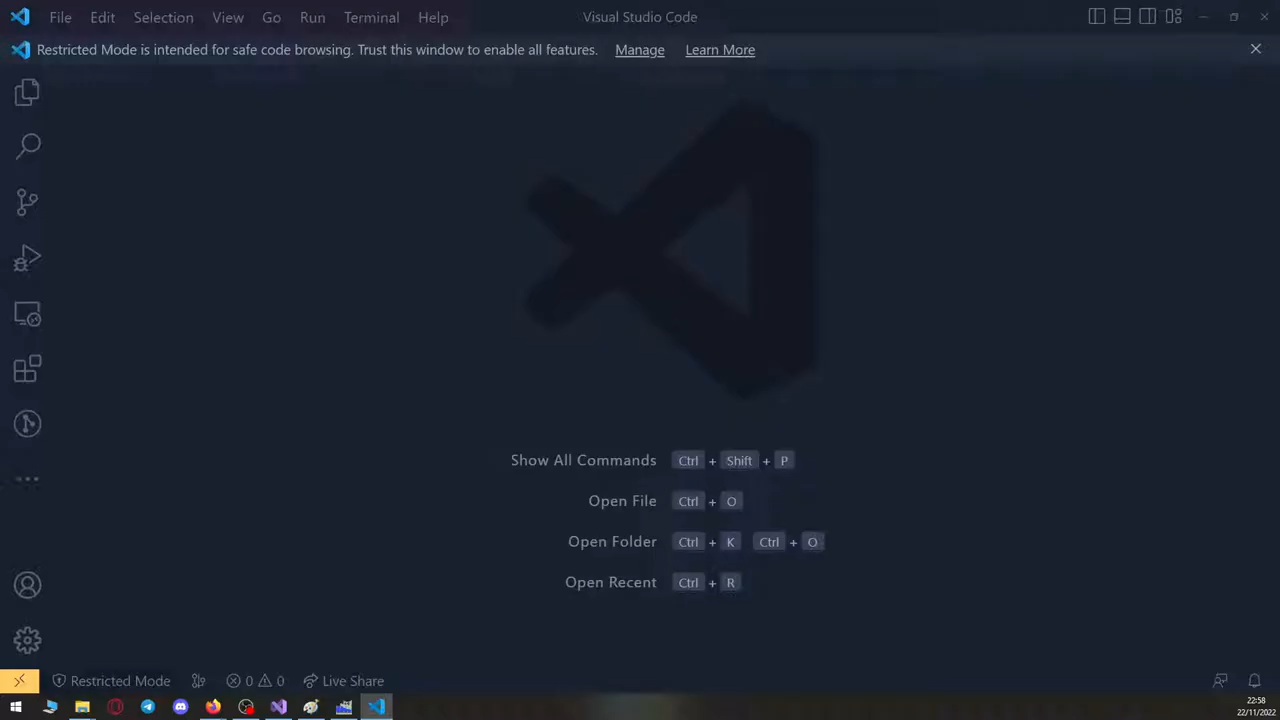 File Edit Selection View Go Run Terminal Help Visual Studio Code
Restricted Mode is intended for safe code browsing. Trust this window to enable all features. Manage Learn More
Show All Commands Ctrl + Shift + P
Open File Ctrl + O
Open Folder Ctrl + K Ctrl + O
Open Recent Ctrl + R
Restricted Mode 0 0 Live Share
22:58
22/11/2022